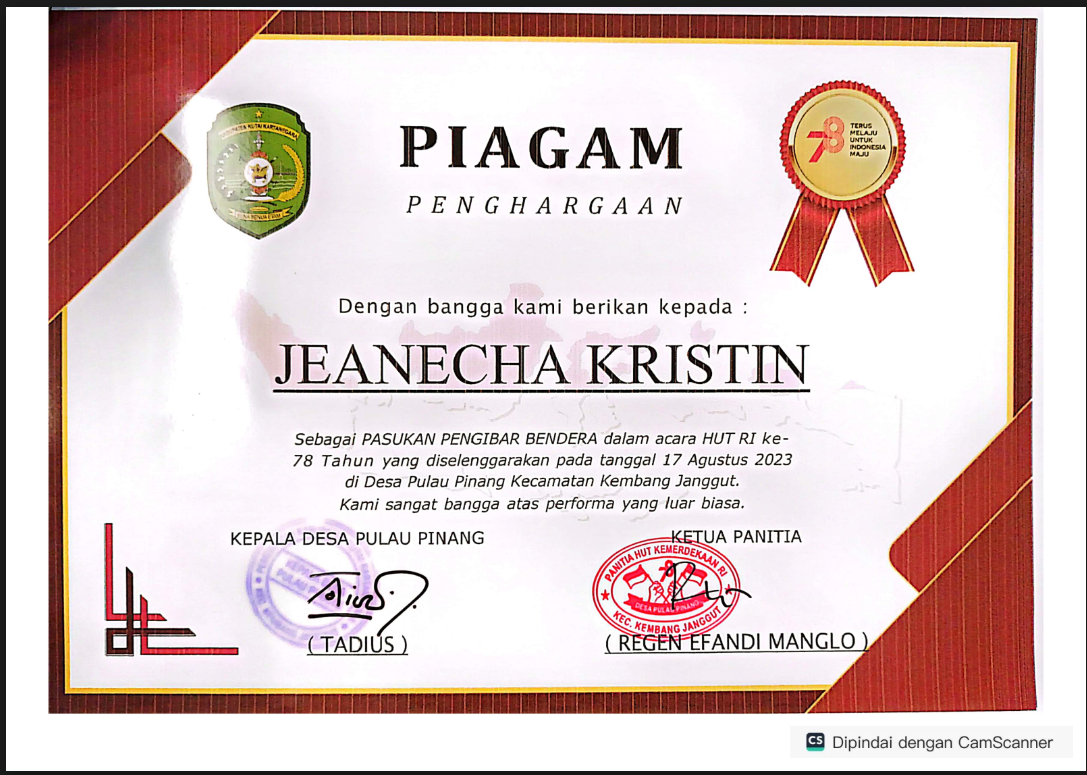 KABUPATEN KUTAI KARTANEGARA
PIAGAM
PENGHARGAAN
78 TERUS
MELAJU
UNTUK
INDONESIA
MAJU
Dengan bangga kami berikan kepada :
JEANECHA KRISTIN
Sebagai PASUKAN PENGIBAR BENDERA dalam acara HUT RI ke-
78 Tahun yang diselenggarakan pada tanggal 17 Agustus 2023
di Desa Pulau Pinang Kecamatan Kembang Janggut.
Kami sangat bangga atas performa yang luar biasa.
KEPALA DESA PULAU PINANG
KETUA PANITIA
PANITIA HUT KEMERDEKAAN RI
DESA PULAU PINANG
KEC. KEMBANG JANGGUT
( TADIUS )
( REGEN EFANDI MANGLO )
CS Dipindai dengan CamScanner